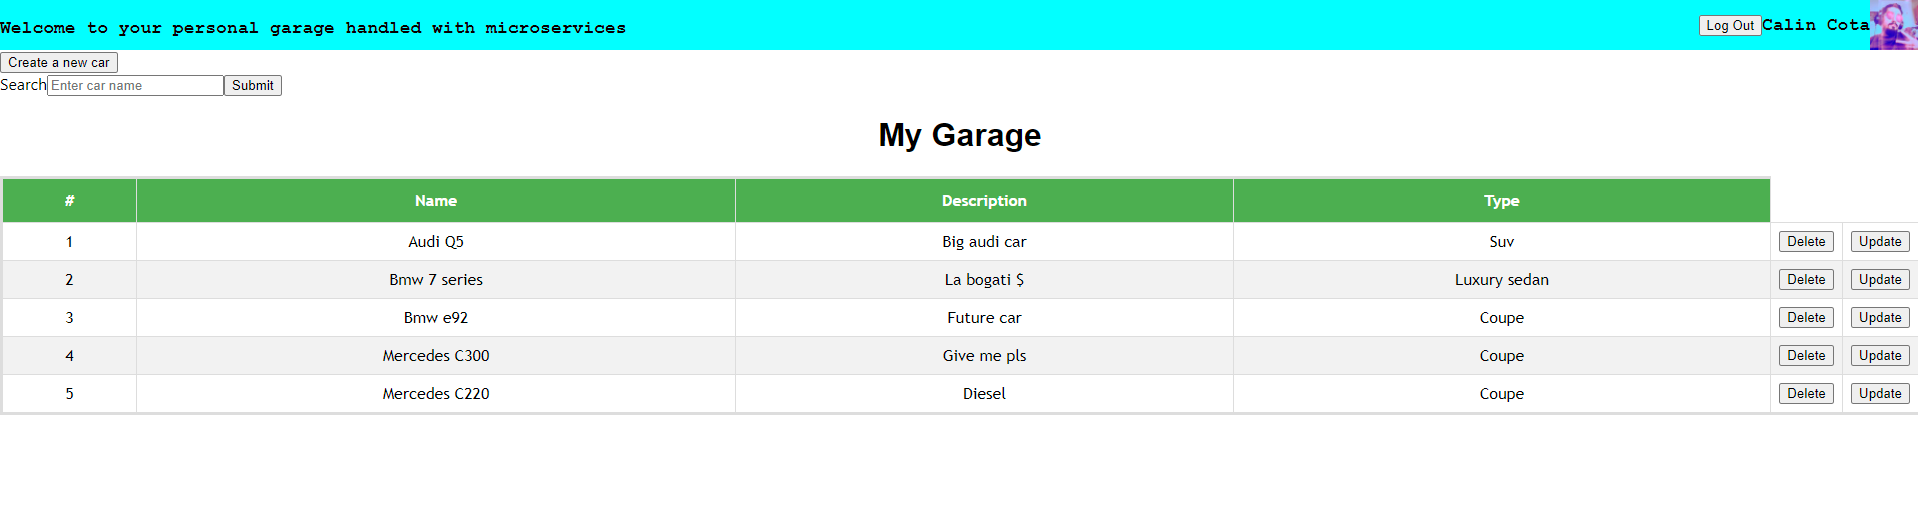 Welcome to your personal garage handled with microservices Log Out Calin Cota
Create a new car
Search Enter car name Submit
My Garage
# Name Description Type
1 Audi Q5 Big audi car Suv Delete Update
2 Bmw 7 series La bogati $ Luxury sedan Delete Update
3 Bmw e92 Future car Coupe Delete Update
4 Mercedes C300 Give me pls Coupe Delete Update
5 Mercedes C220 Diesel Coupe Delete Update